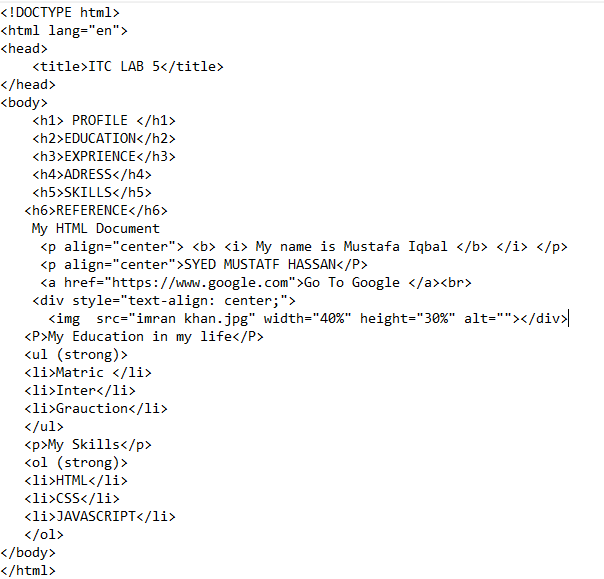 <!DOCTYPE html>
<html lang="en">
<head>
    <title>ITC LAB 5</title>
</head>
<body>
    <h1> PROFILE </h1>
    <h2>EDUCATION</h2>
    <h3>EXPRIENCE</h3>
    <h4>ADRESS</h4>
    <h5>SKILLS</h5>
   <h6>REFERENCE</h6>
    My HTML Document
     <p align="center"> <b> <i> My name is Mustafa Iqbal </b> </i> </p>
     <p align="center">SYED MUSTATF HASSAN</P>
     <a href="https://www.google.com">Go To Google </a><br>
    <div style="text-align: center;">
      <img  src="imran khan.jpg" width="40%" height="30%" alt=""></div>
   <P>My Education in my life</P>
   <ul (strong)>
   <li>Matric </li>
   <li>Inter</li>
   <li>Grauction</li>
   </ul>
   <p>My Skills</p>
   <ol (strong)>
   <li>HTML</li>
   <li>CSS</li>
   <li>JAVASCRIPT</li>
   </ol>
</body>
</html>